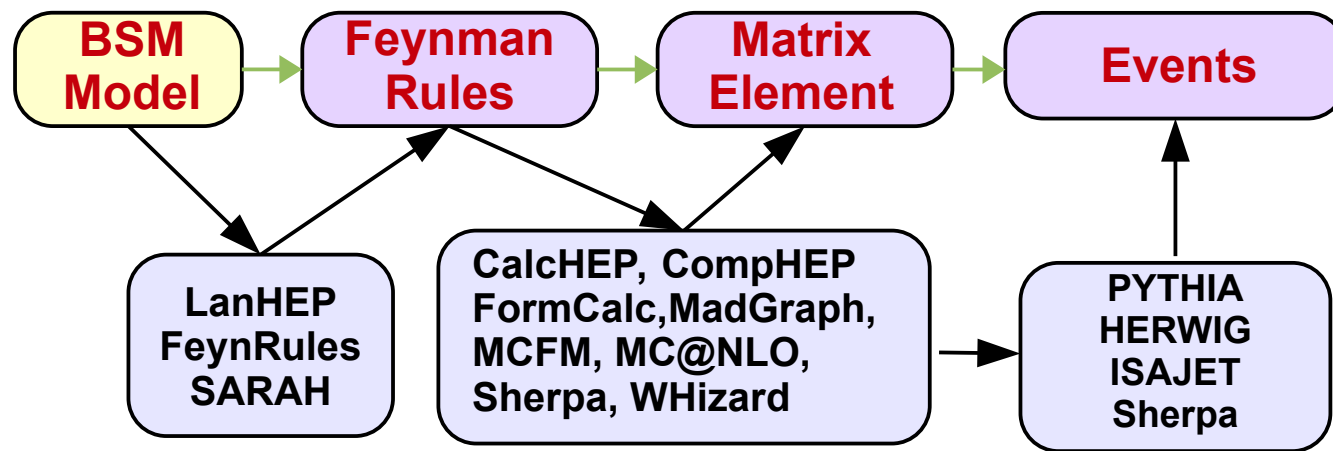 BSM
Model
Feynman
Rules
Matrix
Element
Events
LanHEP
FeynRules
SARAH
CalcHEP, CompHEP
FormCalc,MadGraph,
MCFM, MC@NLO,
Sherpa, WHizard
PYTHIA
HERWIG
ISAJET
Sherpa